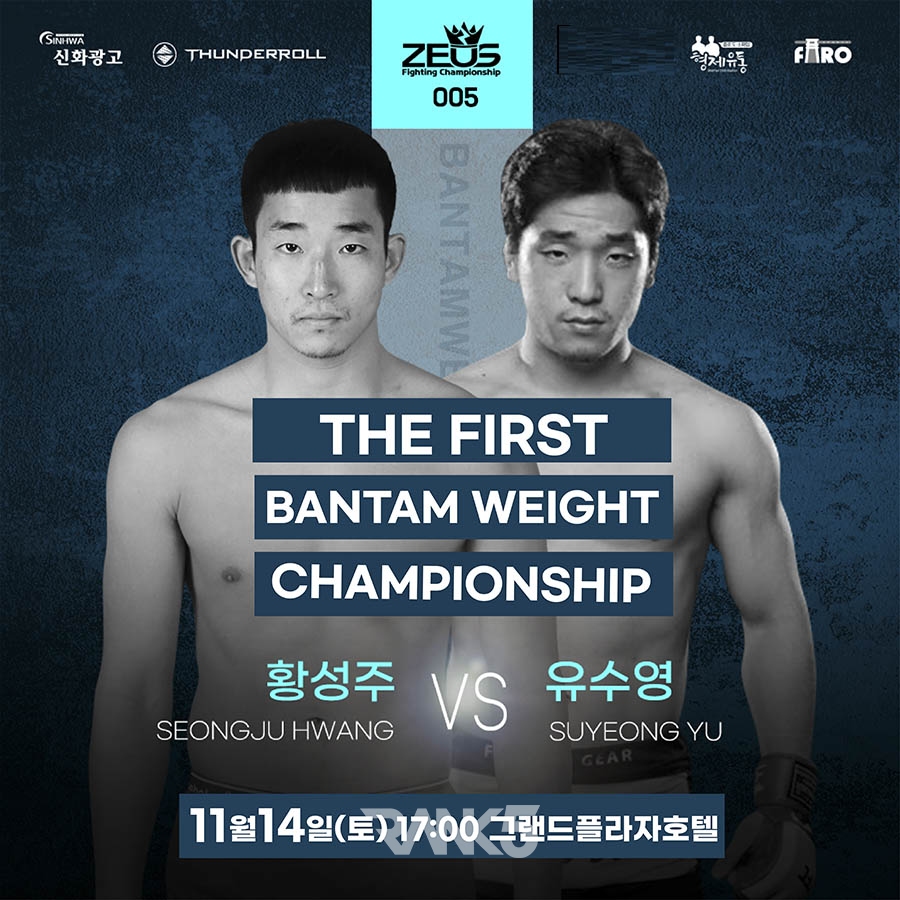 SINHWA
신화광고
THUNDERROLL
ZEUS
Fighting Championship
005
형제유통
FARO
BANTAMWE
THE FIRST
BANTAM WEIGHT
CHAMPIONSHIP
황성주 VS 유수영
SEONGJU HWANG
SUYEONG YU
GEAR
11월14일(토) 17:00 그랜드플라자호텔
RANK5